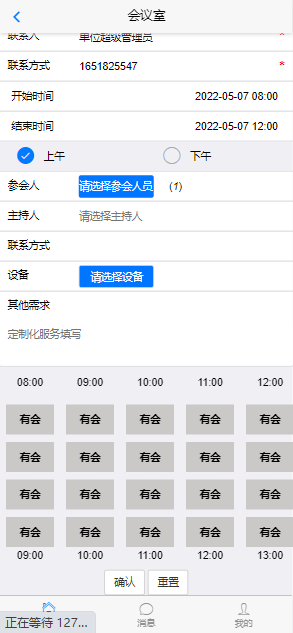 会议室
联系人 单位超级管理员 *
联系方式 1651825547 *
开始时间 2022-05-07 08:00
结束时间 2022-05-07 12:00
上午 下午
参会人 请选择参会人员 (1)
主持人 请选择主持人
联系方式
设备 请选择设备
其他需求
定制化服务填写
08:00 09:00 10:00 11:00 12:00
有会 有会 有会 有会 有会
有会 有会 有会 有会 有会
有会 有会 有会 有会 有会
有会 有会 有会 有会 有会
09:00 10:00 11:00 12:00 13:00
确认 重置
正在等待 127... 消息 我的